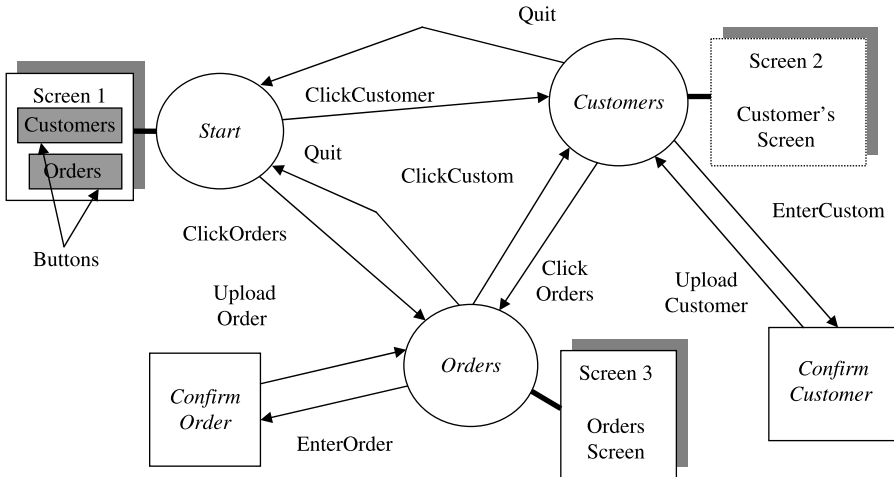 Quit
Screen 1
Customers
Orders
Buttons
Start
ClickCustomer
Customers
Screen 2
Customer's
Screen
Quit
ClickCustom
EnterCustom
ClickOrders
Click
Orders
Upload
Customer
Upload
Order
Orders
Confirm
Order
EnterOrder
Screen 3
Orders
Screen
Confirm
Customer